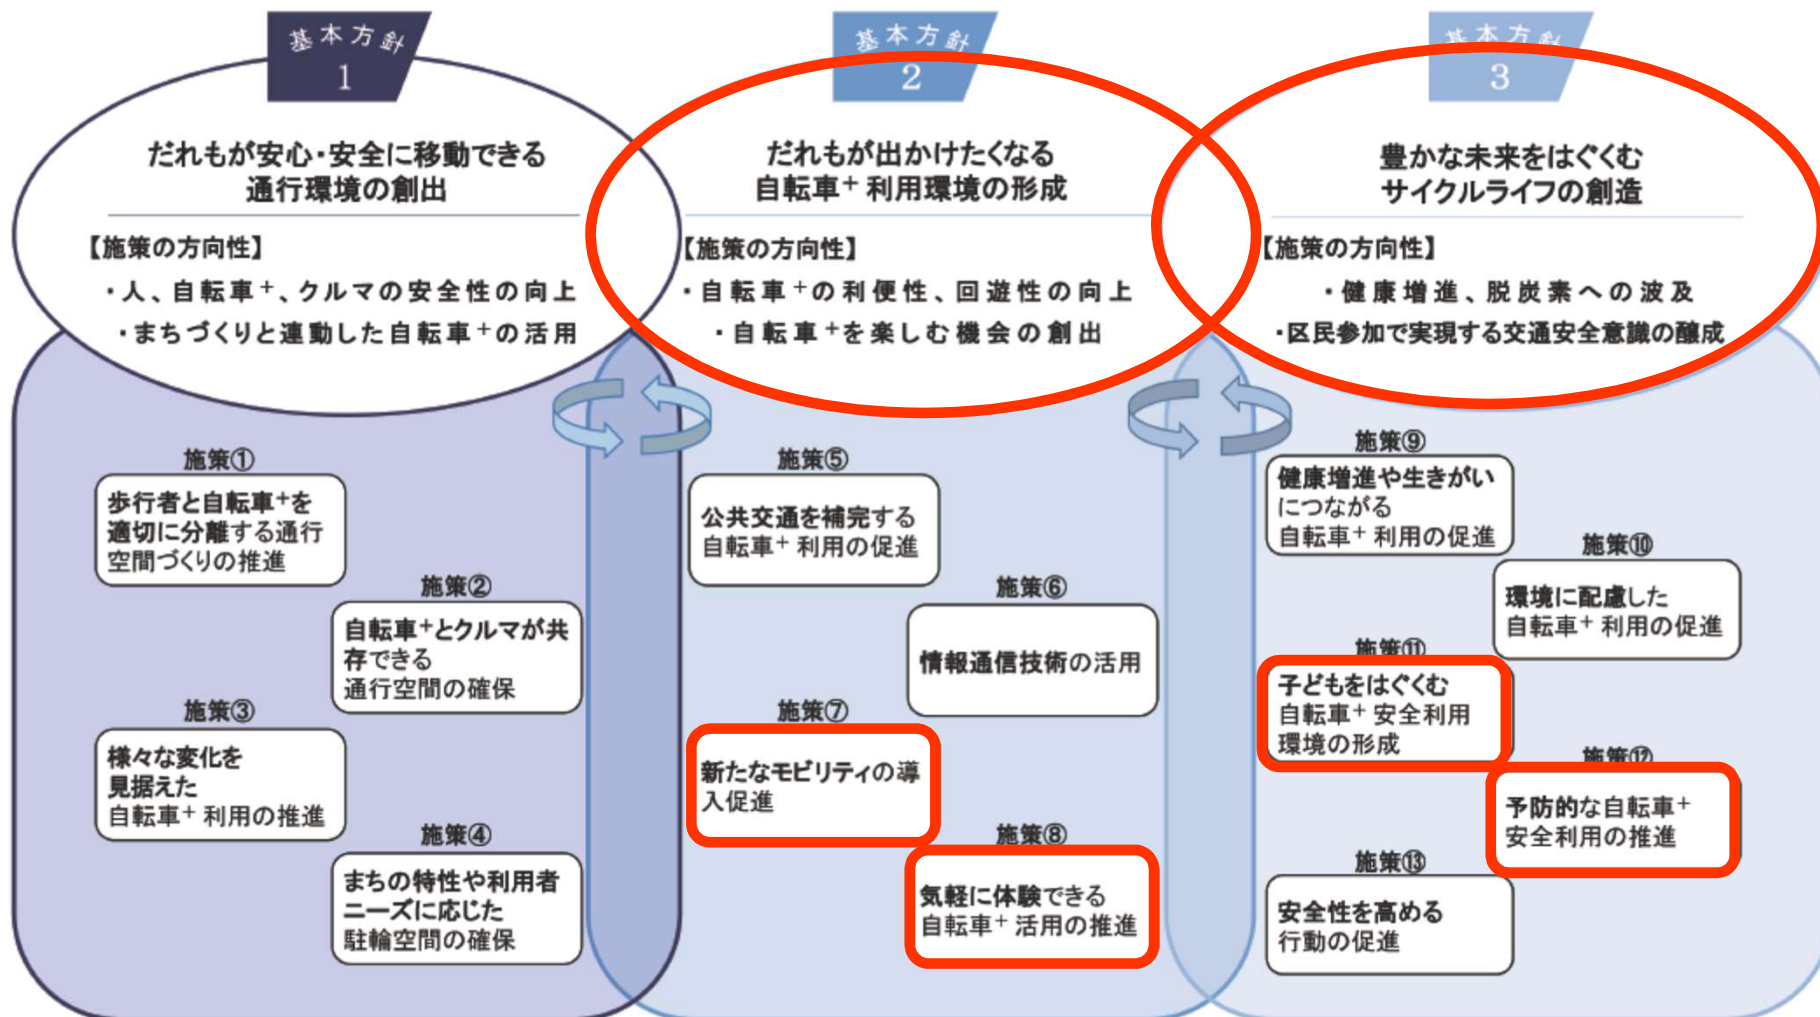 基本方針
1
だれもが安心・安全に移動できる
通行環境の創出
【施策の方向性】
・人、自転車⁺、クルマの安全性の向上
・まちづくりと連動した自転車⁺の活用
施策①
歩行者と自転車⁺を
適切に分離する通行
空間づくりの推進
施策②
自転車⁺とクルマが共
存できる
通行空間の確保
施策③
様々な変化を
見据えた
自転車⁺ 利用の推進
施策④
まちの特性や利用者
ニーズに応じた
駐輪空間の確保
基本方針
2
だれもが出かけたくなる
自転車⁺ 利用環境の形成
【施策の方向性】
・自転車⁺の利便性、回遊性の向上
・自転車⁺を楽しむ機会の創出
施策⑤
公共交通を補完する
自転車⁺ 利用の促進
施策⑥
情報通信技術の活用
施策⑦
新たなモビリティの導
入促進
施策⑧
気軽に体験できる
自転車⁺ 活用の推進
基本方針
3
豊かな未来をはぐくむ
サイクルライフの創造
【施策の方向性】
・健康増進、脱炭素への波及
・区民参加で実現する交通安全意識の醸成
施策⑨
健康増進や生きがい
につながる
自転車⁺ 利用の促進
施策⑩
環境に配慮した
自転車⁺ 利用の促進
施策⑪
子どもをはぐくむ
自転車⁺ 安全利用
環境の形成
施策⑫
予防的な自転車⁺
安全利用の推進
施策⑬
安全性を高める
行動の促進